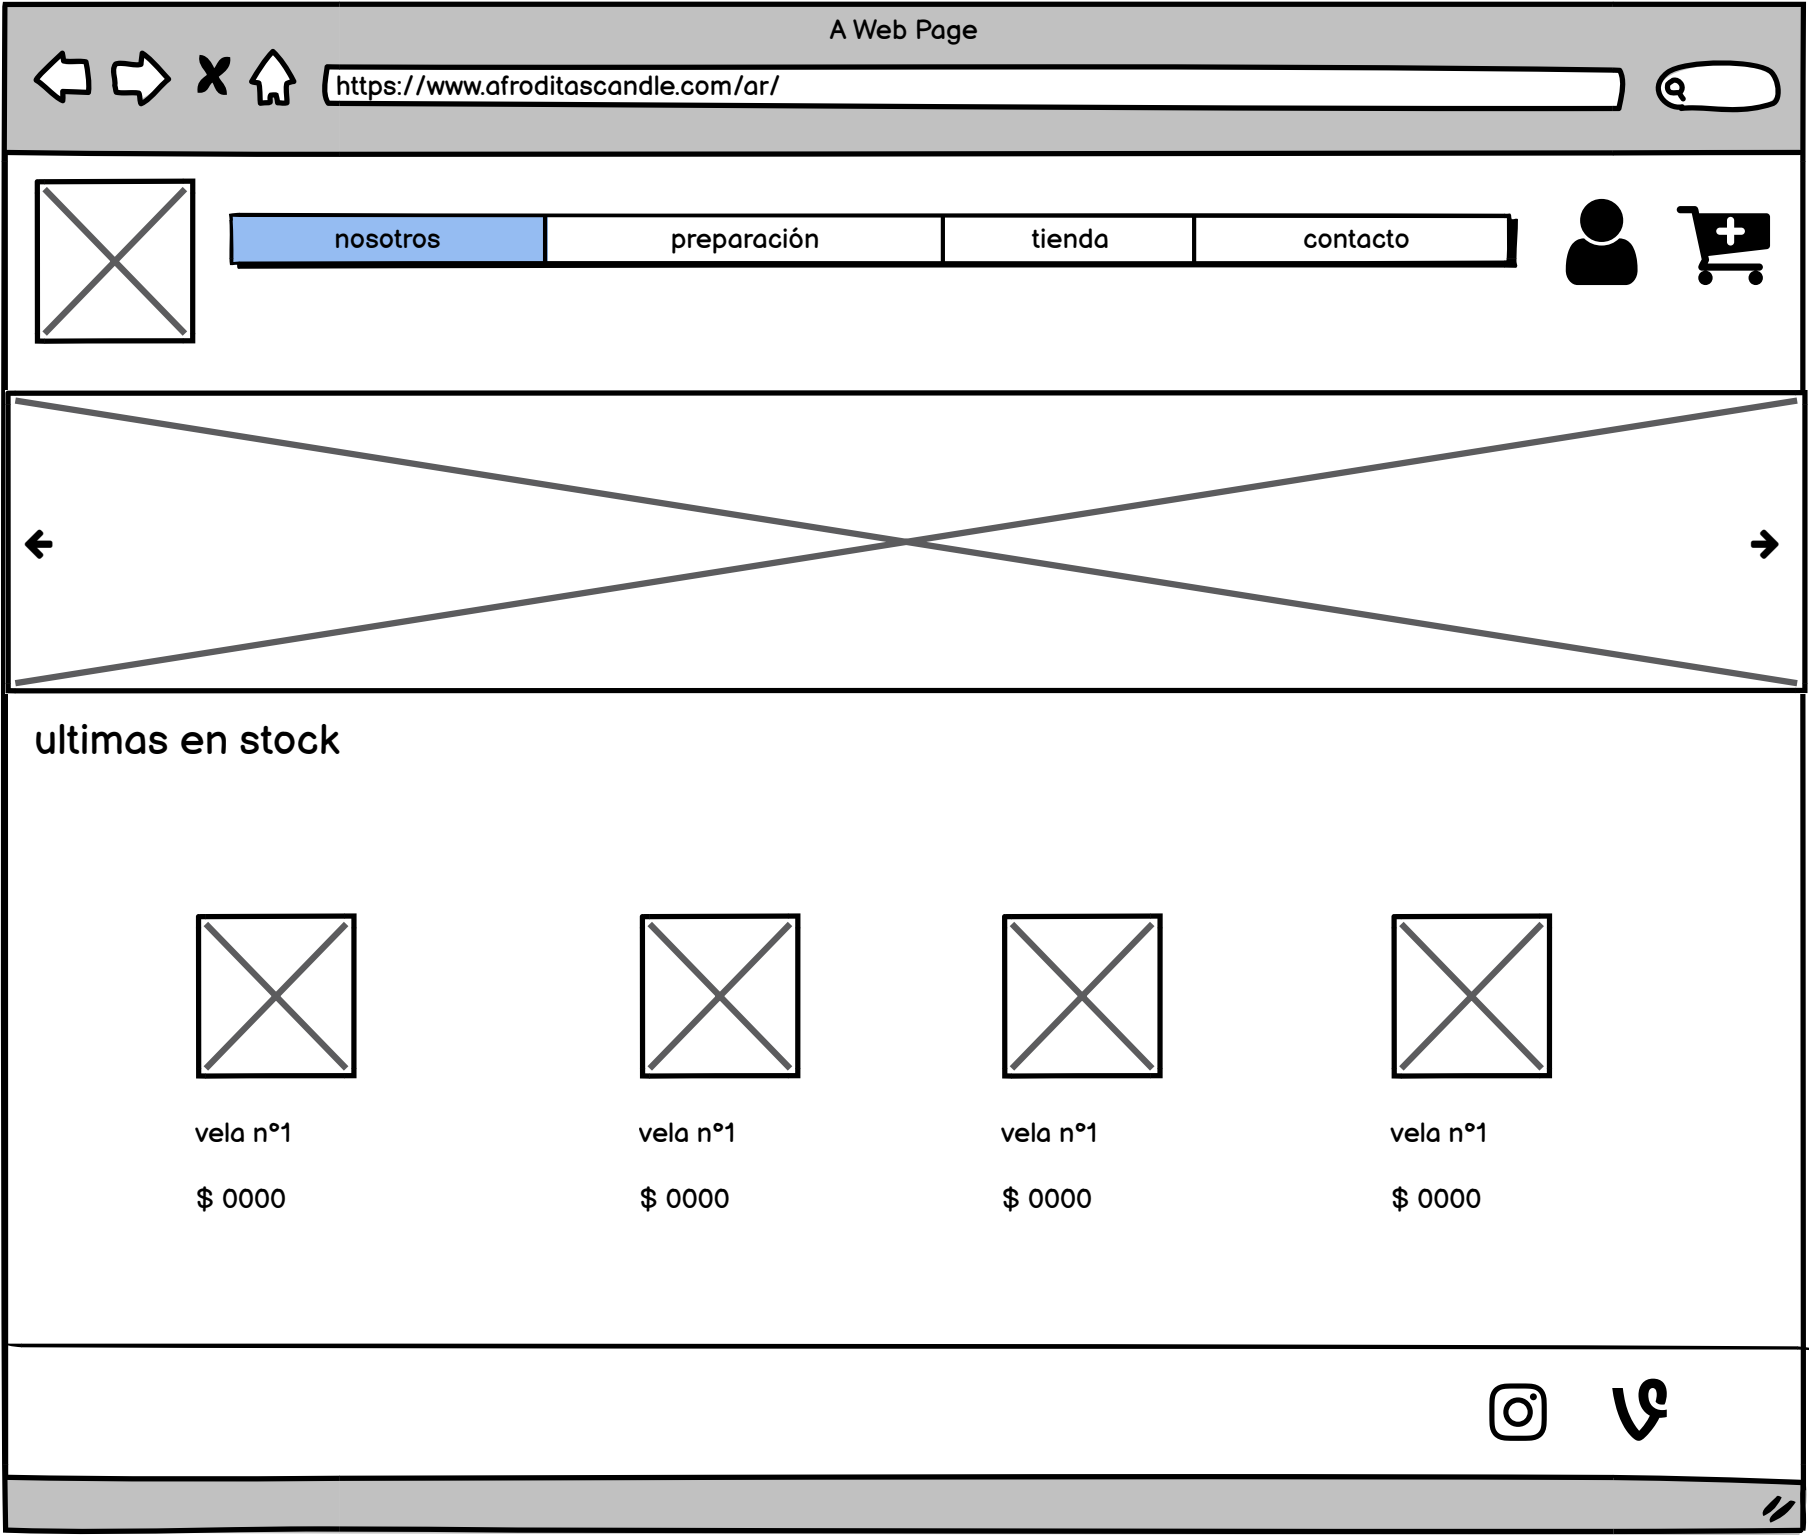 A Web Page
https://www.afroditascandle.com/ar/
nosotros preparación tienda contacto
ultimas en stock
vela n°1 vela n°1 vela n°1 vela n°1
$ 0000 $ 0000 $ 0000 $ 0000